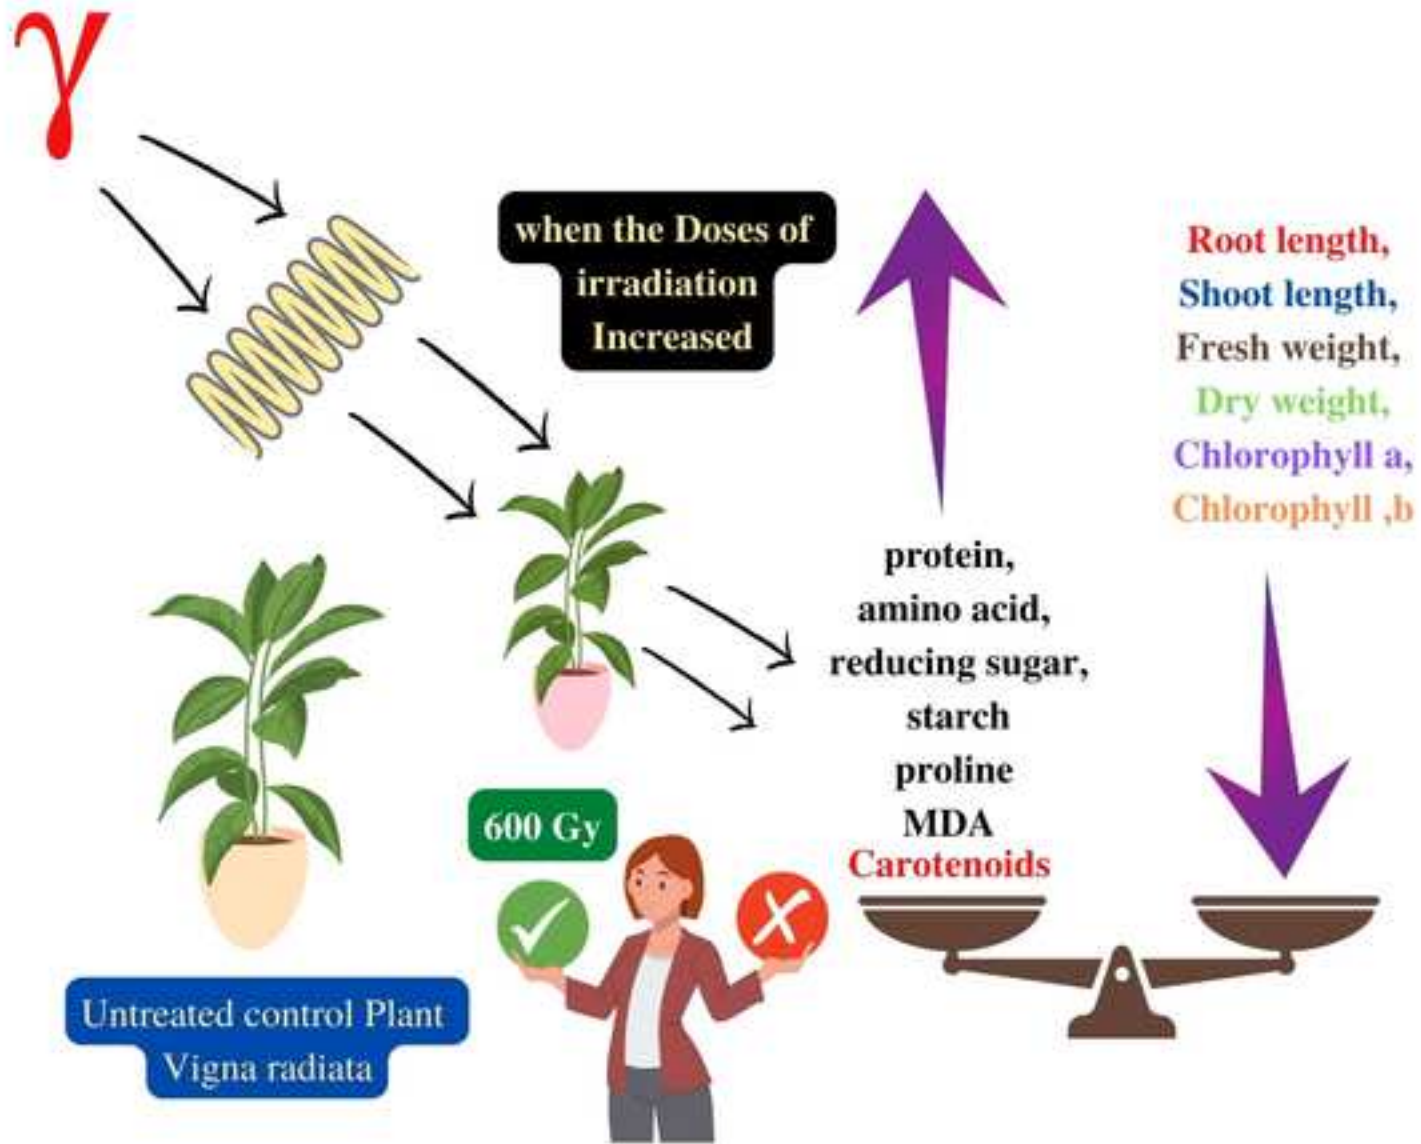 γ
when the Doses of
irradiation
Increased
Root length,
Shoot length,
Fresh weight,
Dry weight,
Chlorophyll a,
Chlorophyll ,b
protein,
amino acid,
reducing sugar,
starch
proline
MDA
Carotenoids
600 Gy
Untreated control Plant
Vigna radiata